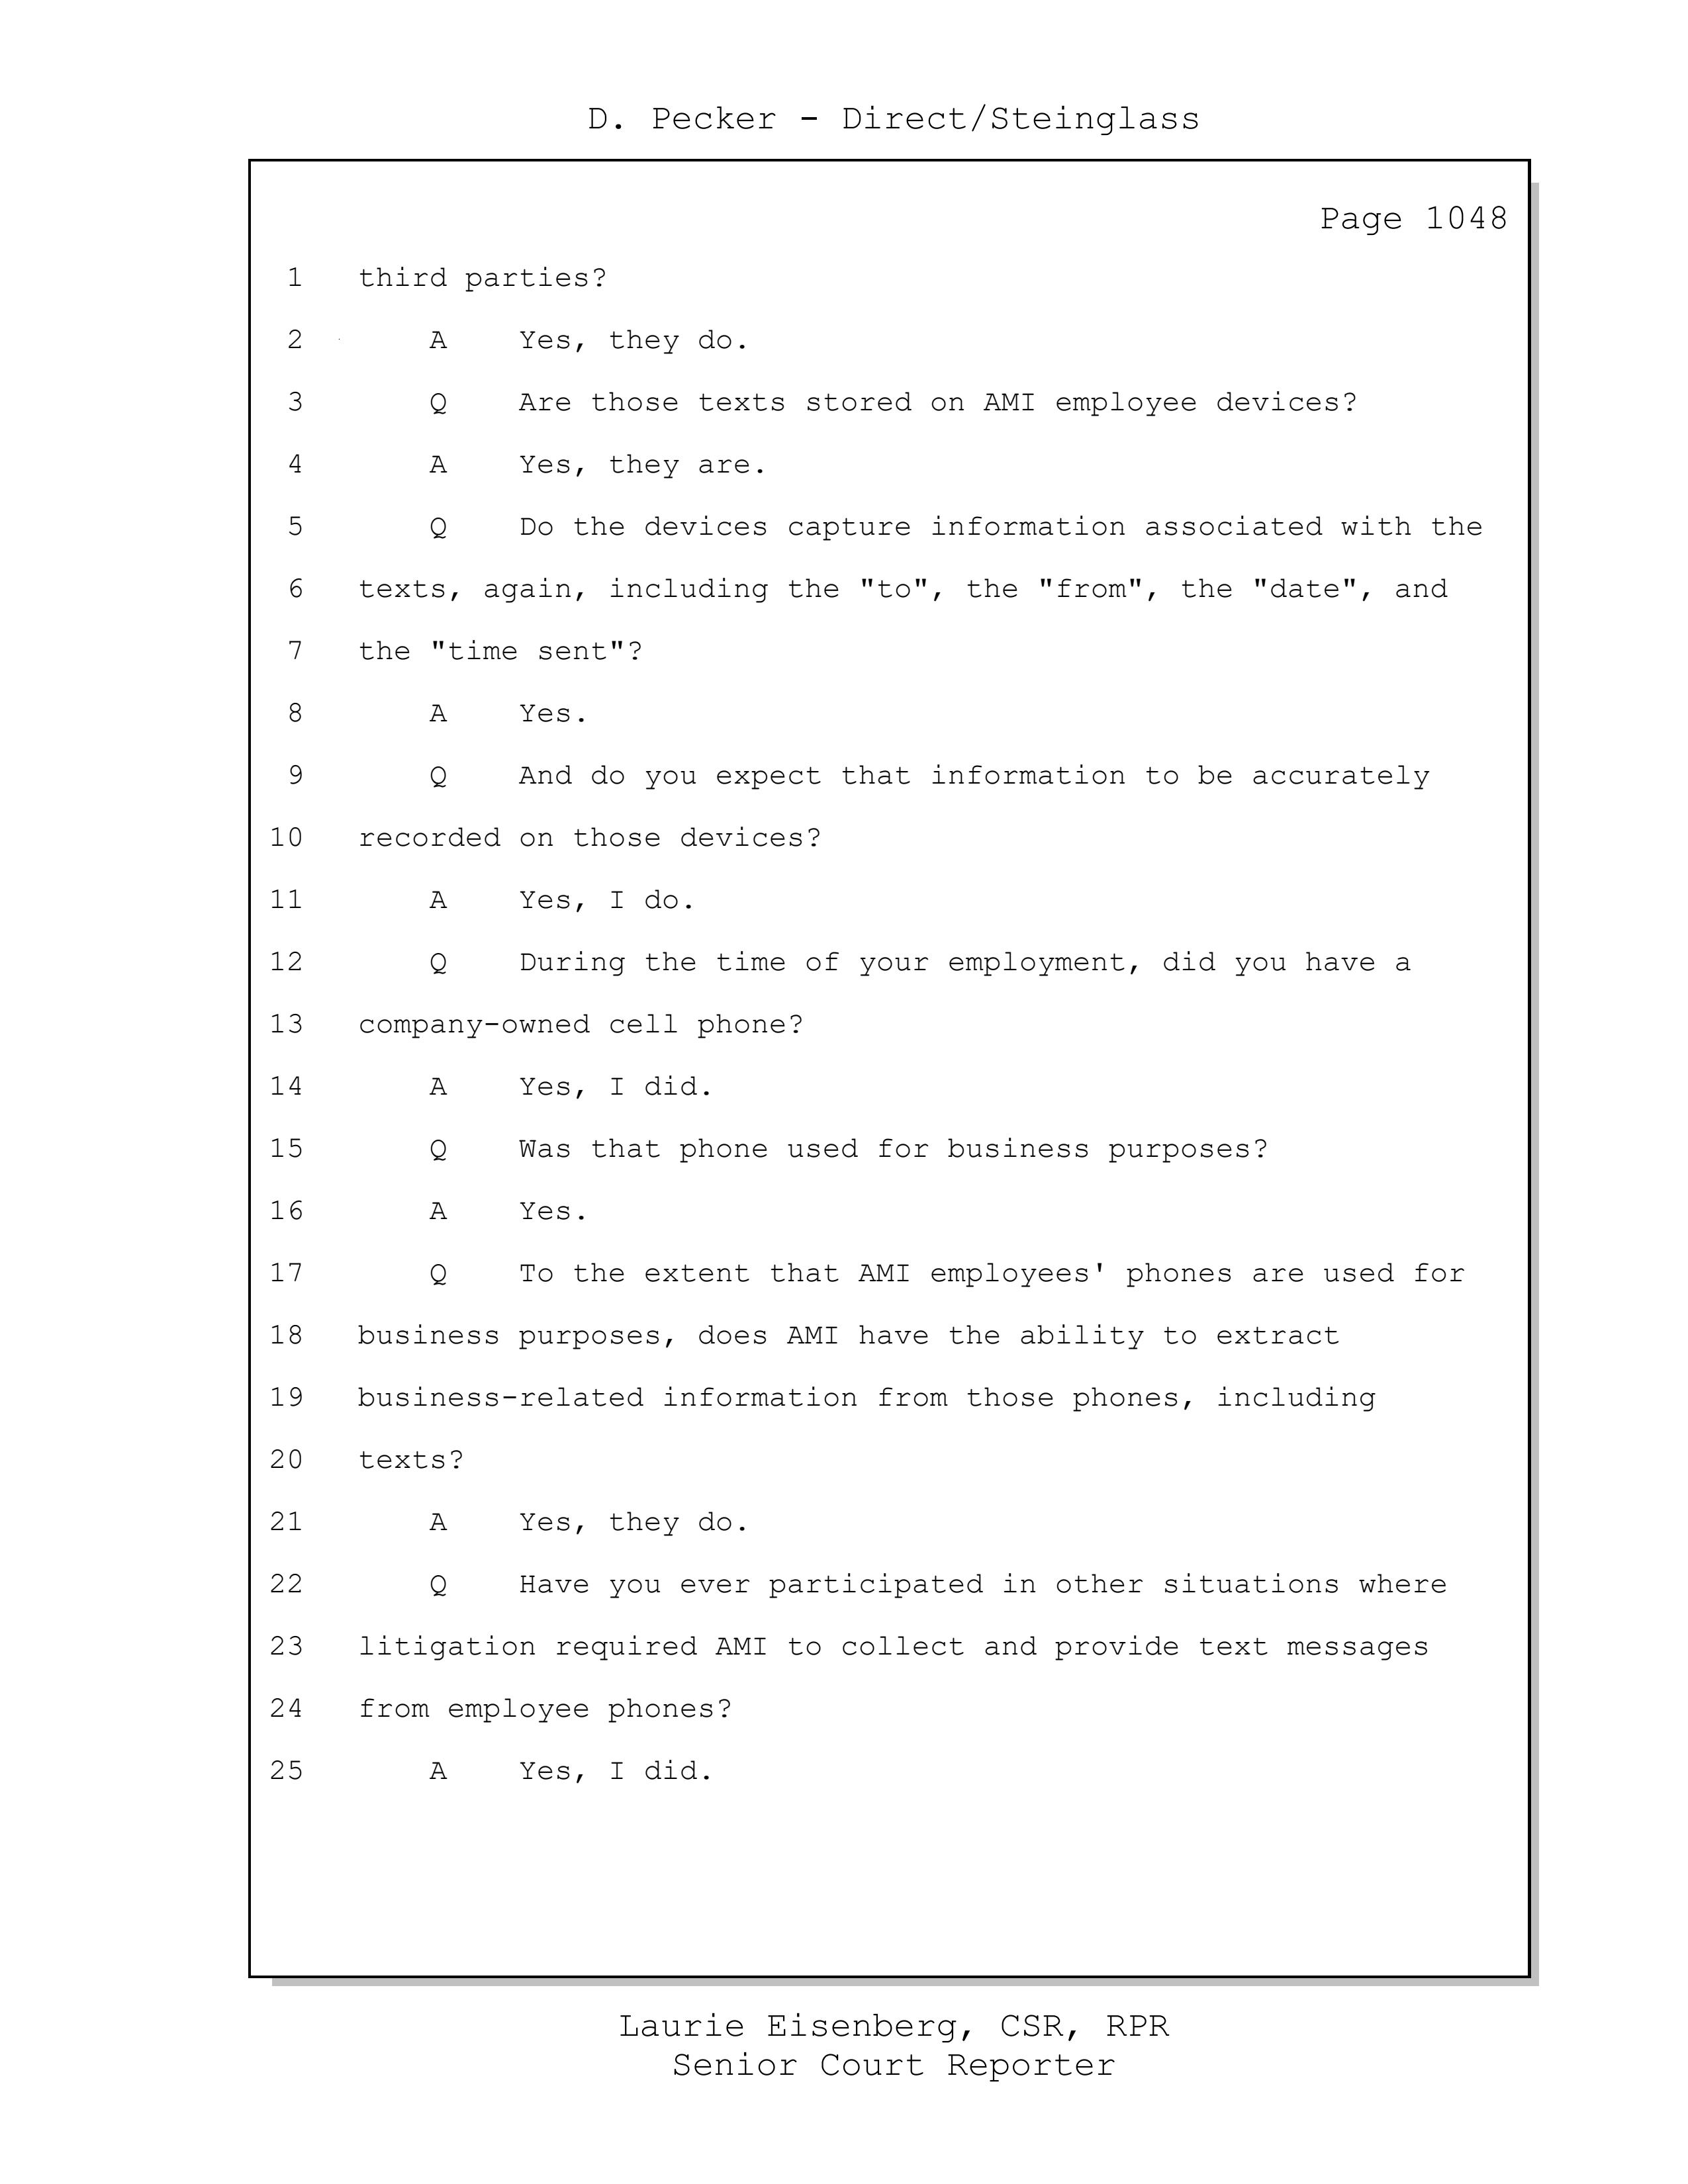 D. Pecker - Direct/Steinglass
Page 1048
1 third parties?
2 A Yes, they do.
3 Q Are those texts stored on AMI employee devices?
4 A Yes, they are.
5 Q Do the devices capture information associated with the
6 texts, again, including the "to", the "from", the "date", and
7 the "time sent"?
8 A Yes.
9 Q And do you expect that information to be accurately
10 recorded on those devices?
11 A Yes, I do.
12 Q During the time of your employment, did you have a
13 company-owned cell phone?
14 A Yes, I did.
15 Q Was that phone used for business purposes?
16 A Yes.
17 Q To the extent that AMI employees' phones are used for
18 business purposes, does AMI have the ability to extract
19 business-related information from those phones, including
20 texts?
21 A Yes, they do.
22 Q Have you ever participated in other situations where
23 litigation required AMI to collect and provide text messages
24 from employee phones?
25 A Yes, I did.
Laurie Eisenberg, CSR, RPR
Senior Court Reporter